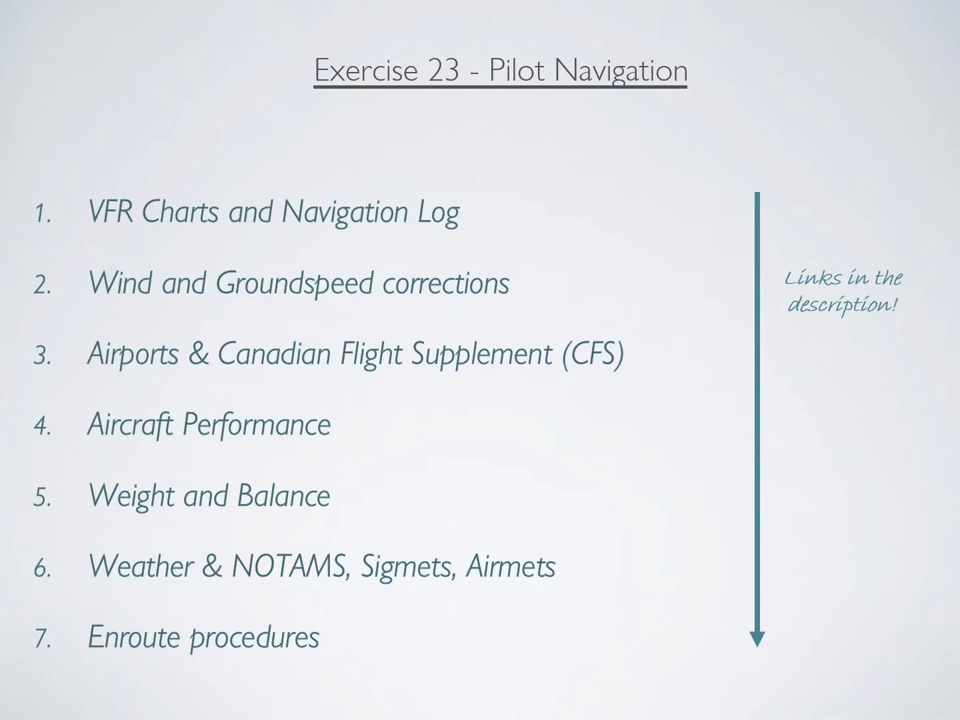 Exercise 23 - Pilot Navigation
1. VFR Charts and Navigation Log
2. Wind and Groundspeed corrections
3. Airports & Canadian Flight Supplement (CFS)
4. Aircraft Performance
5. Weight and Balance
6. Weather & NOTAMS, Sigmets, Airmets
7. Enroute procedures
Links in the
description!